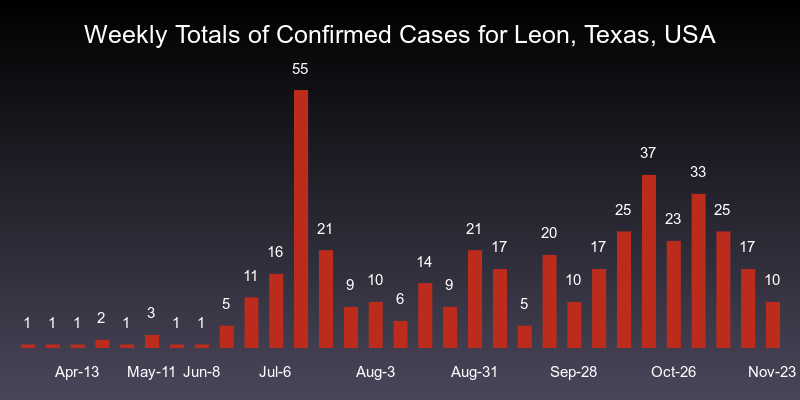 Weekly Totals of Confirmed Cases for Leon, Texas, USA
1 1 1 2 1 3 1 1 5 11 16 55 21 9 10 6 14 9 21 17 5 20 10 17 25 37 23 33 25 17 10
Apr-13 May-11 Jun-8 Jul-6 Aug-3 Aug-31 Sep-28 Oct-26 Nov-23